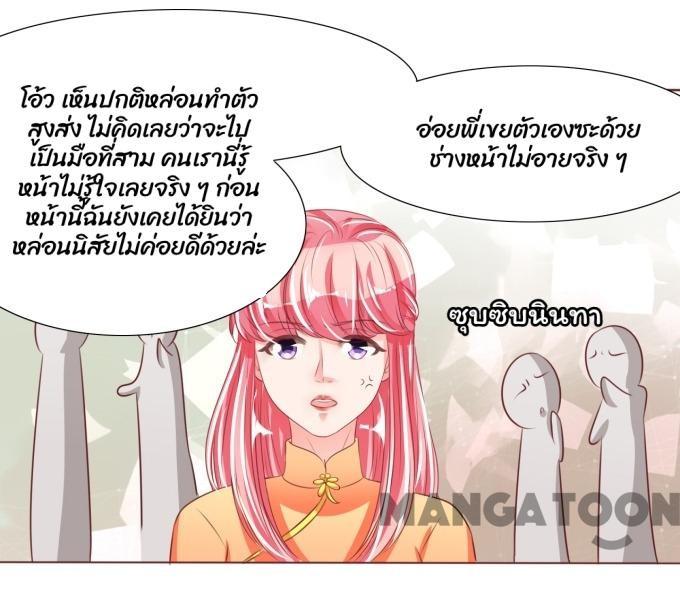 โอ้ว เห็นปกติหล่อนทำตัว
สูงส่ง ไม่คิดเลยว่าจะไป
เป็นมือที่สาม คนเรานี่รู้
หน้าไม่รู้ใจเลยจริง ๆ ก่อน
หน้านี้ฉันยังเคยได้ยินว่า
หล่อนนิสัยไม่ค่อยดีด้วยล่ะ
อ่อยพี่เขยตัวเองซะด้วย
ช่างหน้าไม่อายจริง ๆ
ซุบซิบนินทา
MANGATOON